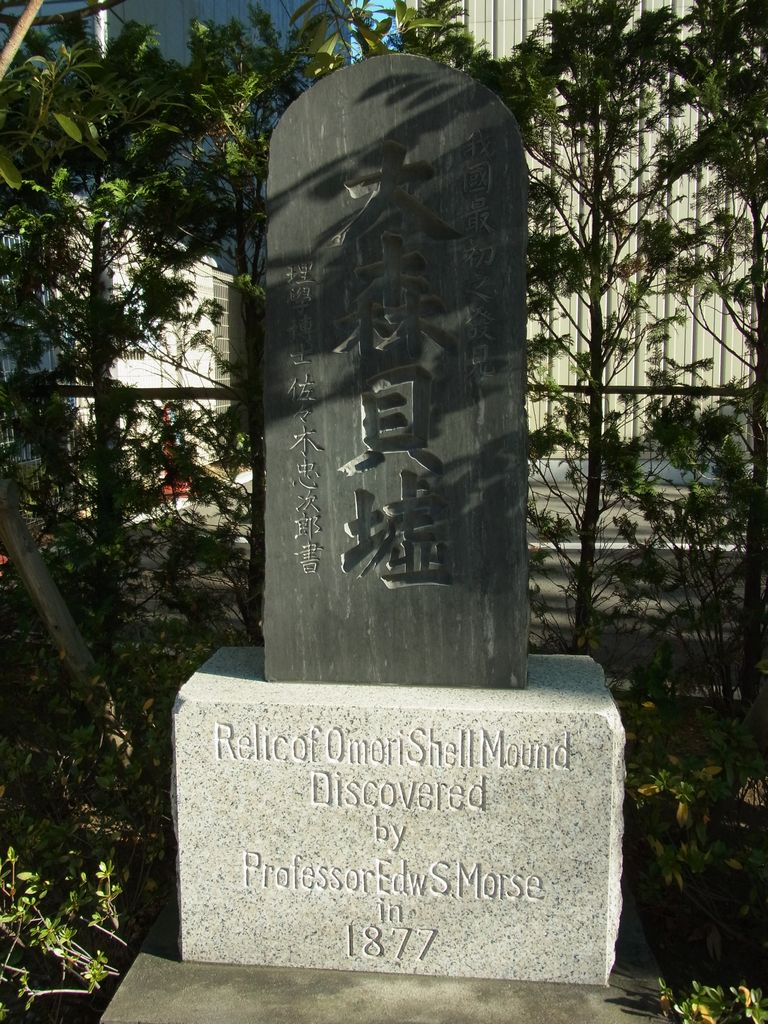 我國最初之發見
大森貝墟
理學博士 佐々木忠次郎書
Relic of Omori Shell Mound
Discovered
by
Professor Edw S. Morse
in
1877